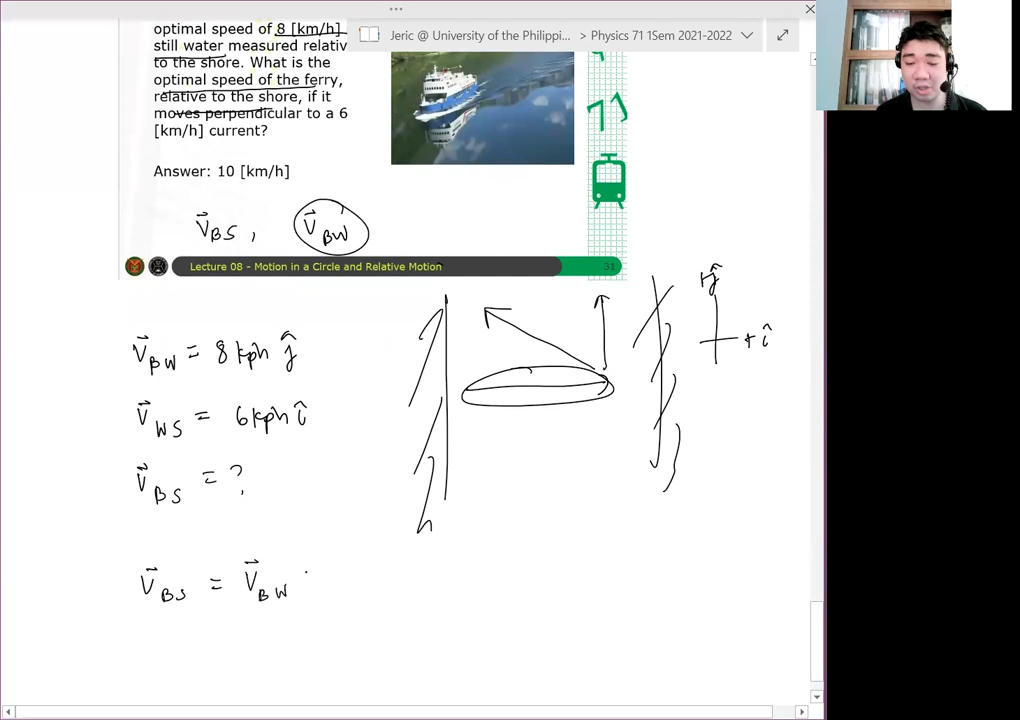 optimal speed of 8 [km/h]
still water measured relativ
to the shore. What is the
optimal speed of the ferry,
relative to the shore, if it
moves perpendicular to a 6
[km/h] current?
Answer: 10 [km/h]
Jeric @ University of the Philippi... > Physics 71 1Sem 2021-2022
V⃗BS , V⃗BW
Lecture 08 - Motion in a Circle and Relative Motion 31
V⃗BW = 8 kph ĵ
V⃗WS = 6 kph î
V⃗BS = ?
V⃗BS = V⃗BW
+ĵ
+î